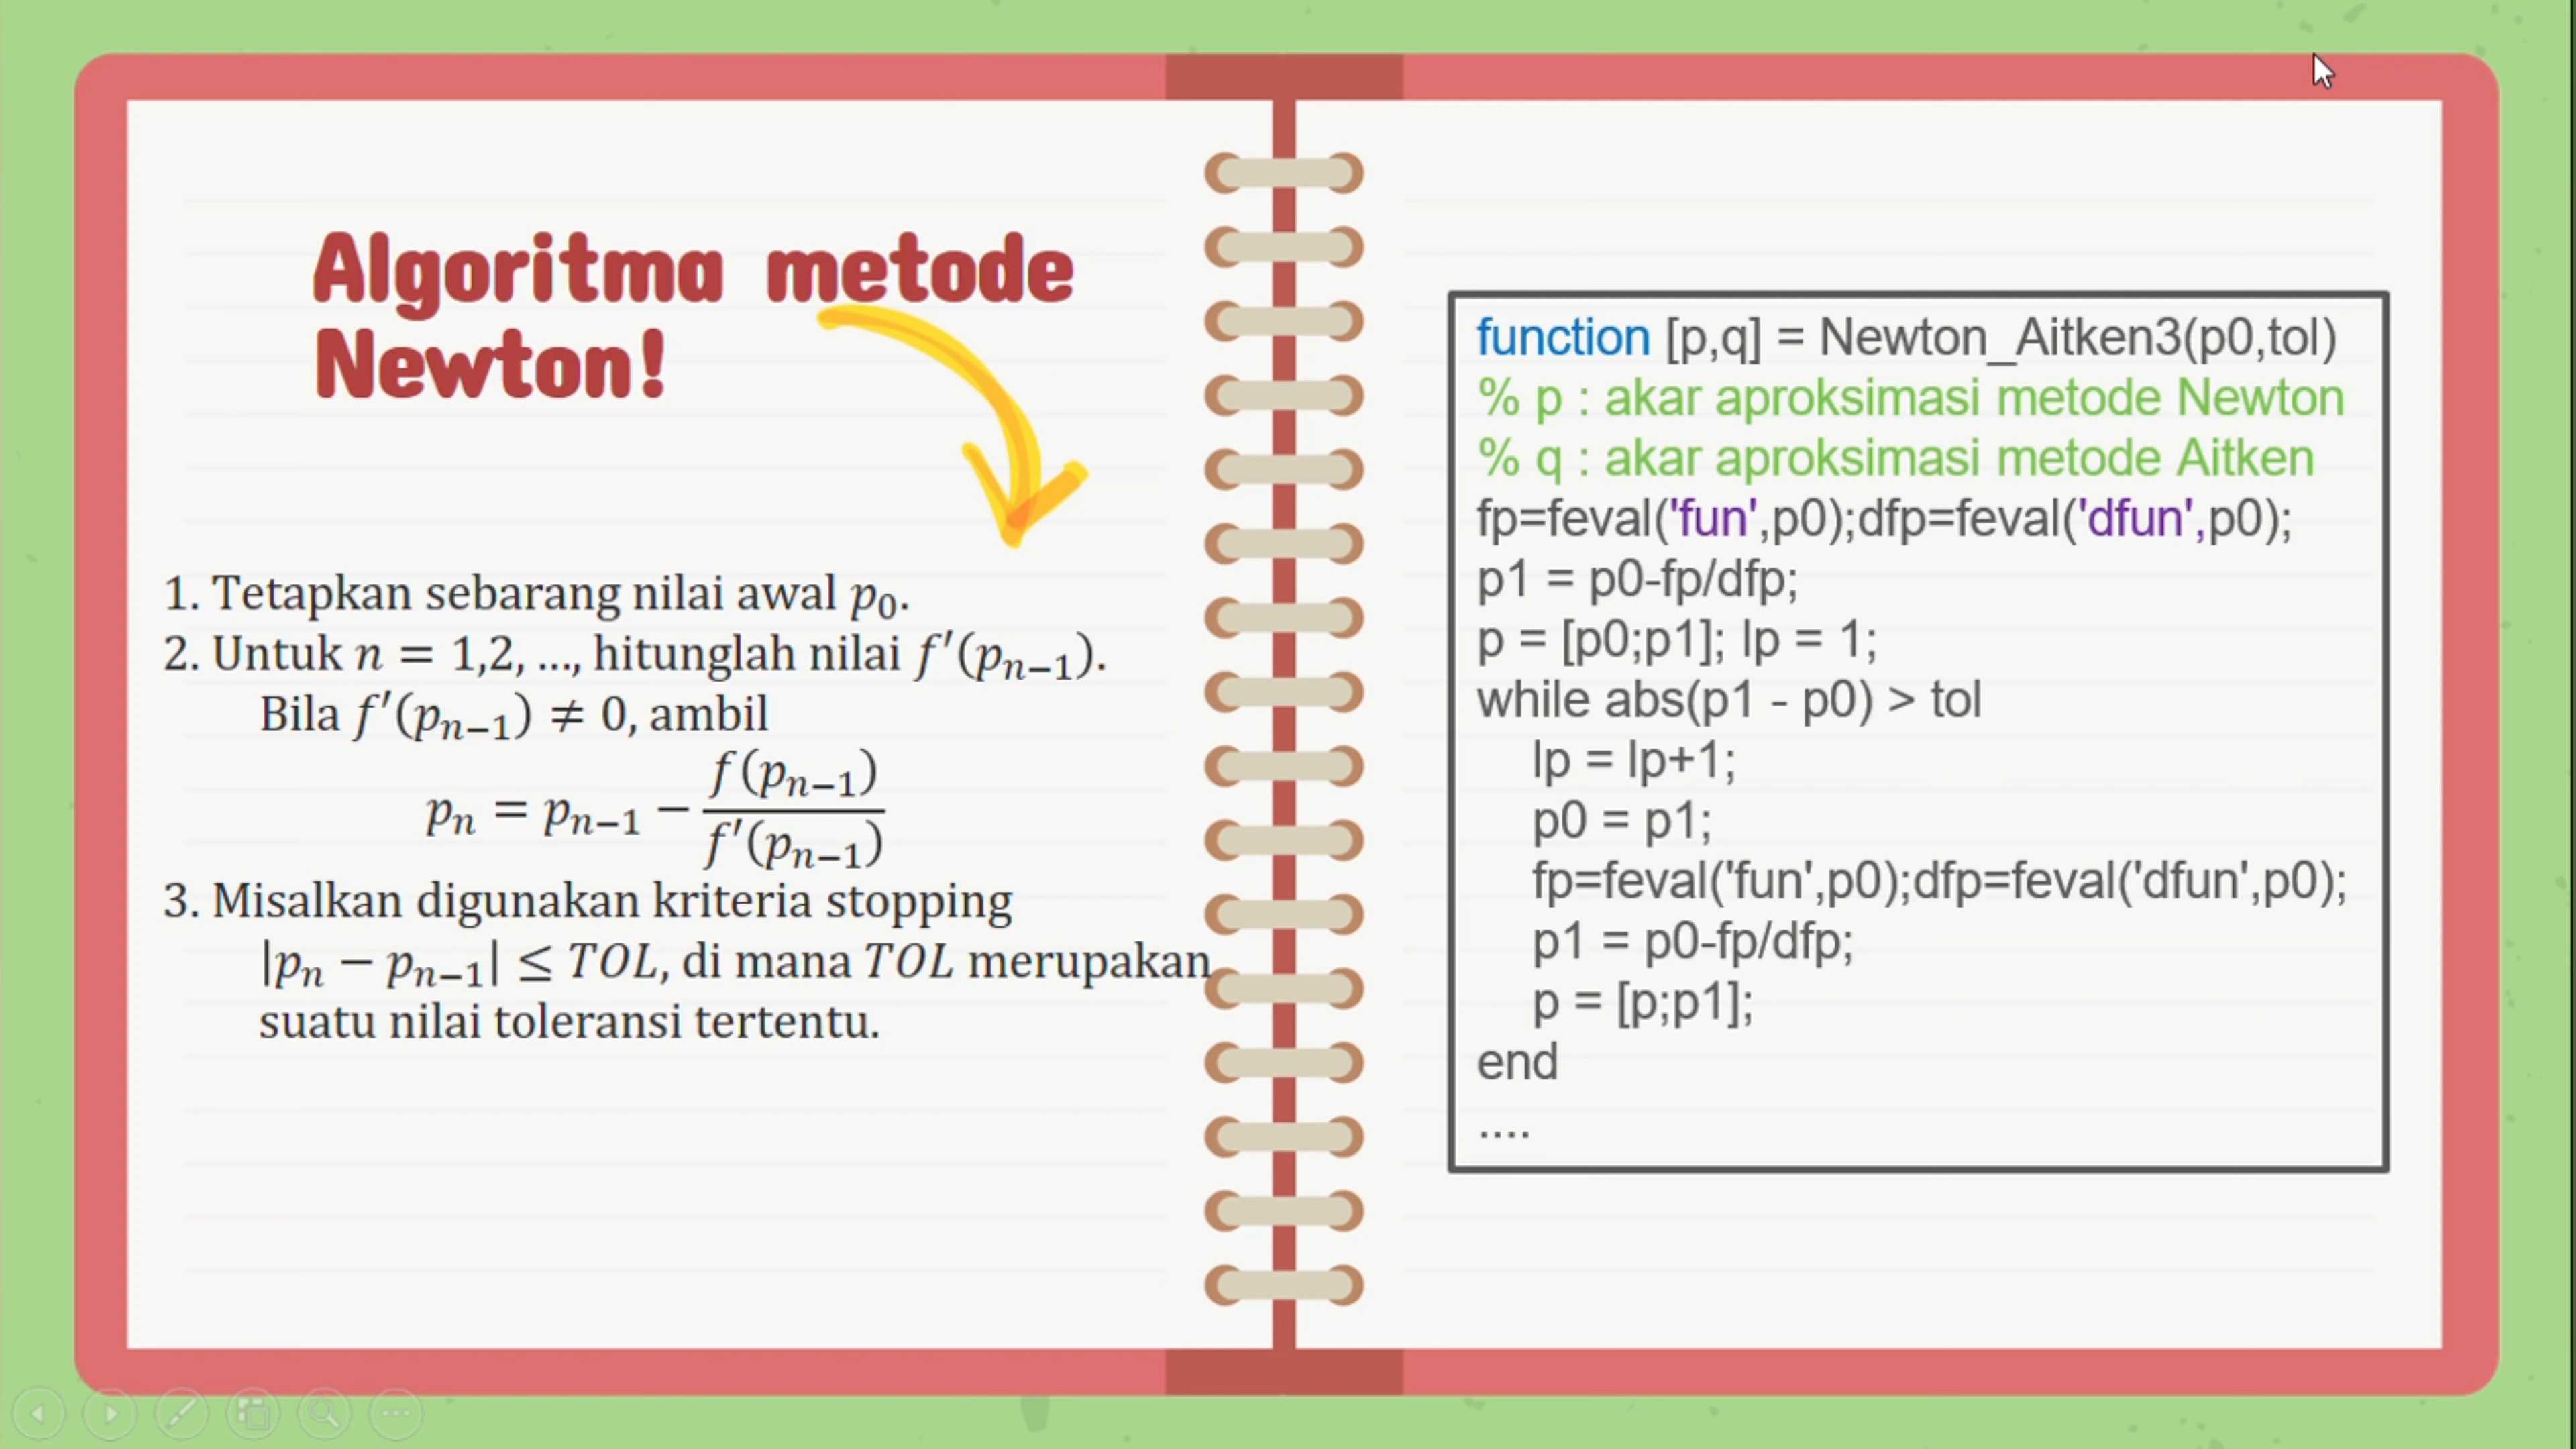 Algoritma metode
Newton!
1. Tetapkan sebarang nilai awal p₀.
2. Untuk n = 1,2, ..., hitunglah nilai f′(pₙ₋₁).
Bila f′(pₙ₋₁) ≠ 0, ambil
pₙ = pₙ₋₁ − f(pₙ₋₁) / f′(pₙ₋₁)
3. Misalkan digunakan kriteria stopping
|pₙ − pₙ₋₁| ≤ TOL, di mana TOL merupakan
suatu nilai toleransi tertentu.
function [p,q] = Newton_Aitken3(p0,tol)
% p : akar aproksimasi metode Newton
% q : akar aproksimasi metode Aitken
fp=feval('fun',p0);dfp=feval('dfun',p0);
p1 = p0-fp/dfp;
p = [p0;p1]; lp = 1;
while abs(p1 - p0) > tol
lp = lp+1;
p0 = p1;
fp=feval('fun',p0);dfp=feval('dfun',p0);
p1 = p0-fp/dfp;
p = [p;p1];
end
....